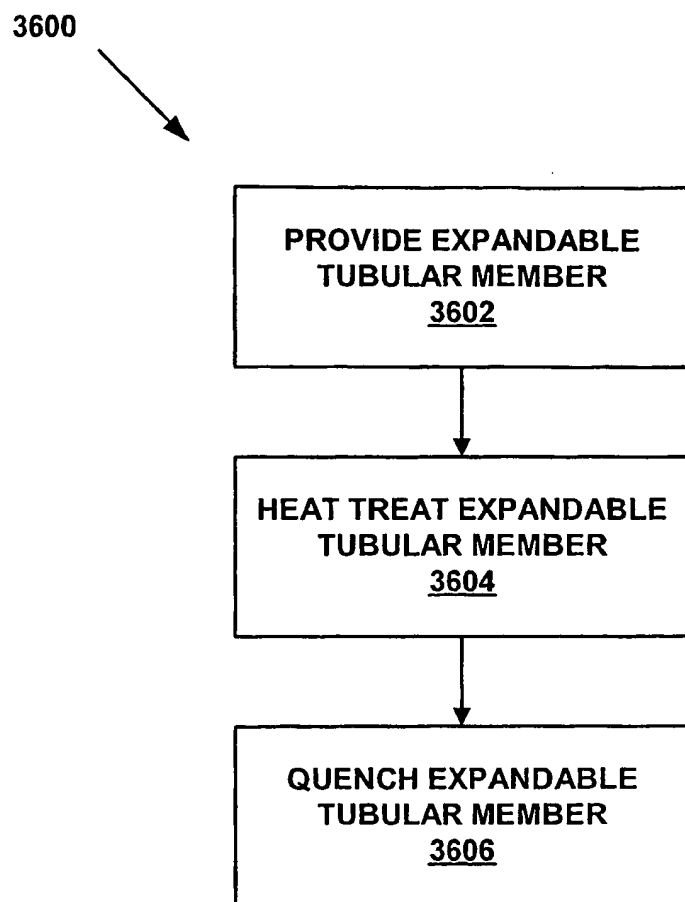 3600
PROVIDE EXPANDABLE
TUBULAR MEMBER
3602
HEAT TREAT EXPANDABLE
TUBULAR MEMBER
3604
QUENCH EXPANDABLE
TUBULAR MEMBER
3606